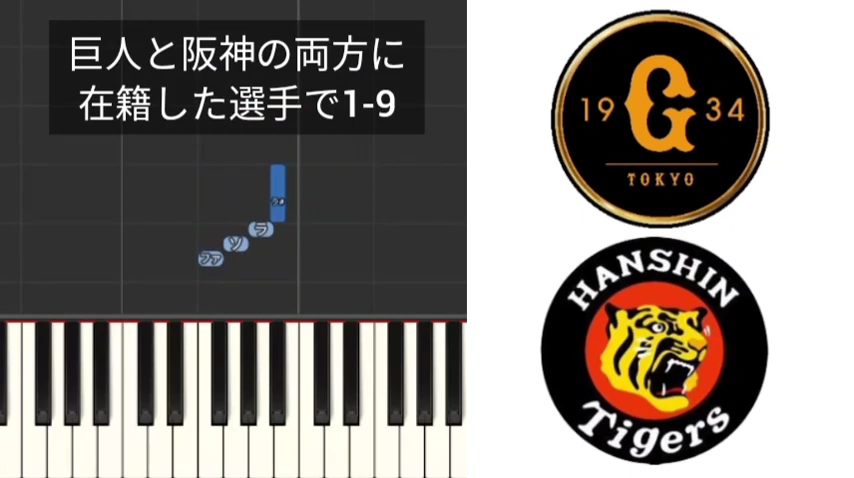 巨人と阪神の両方に
在籍した選手で1-9
ラ
ソ
ファ
19 G 34
TOKYO
HANSHIN
Tigers